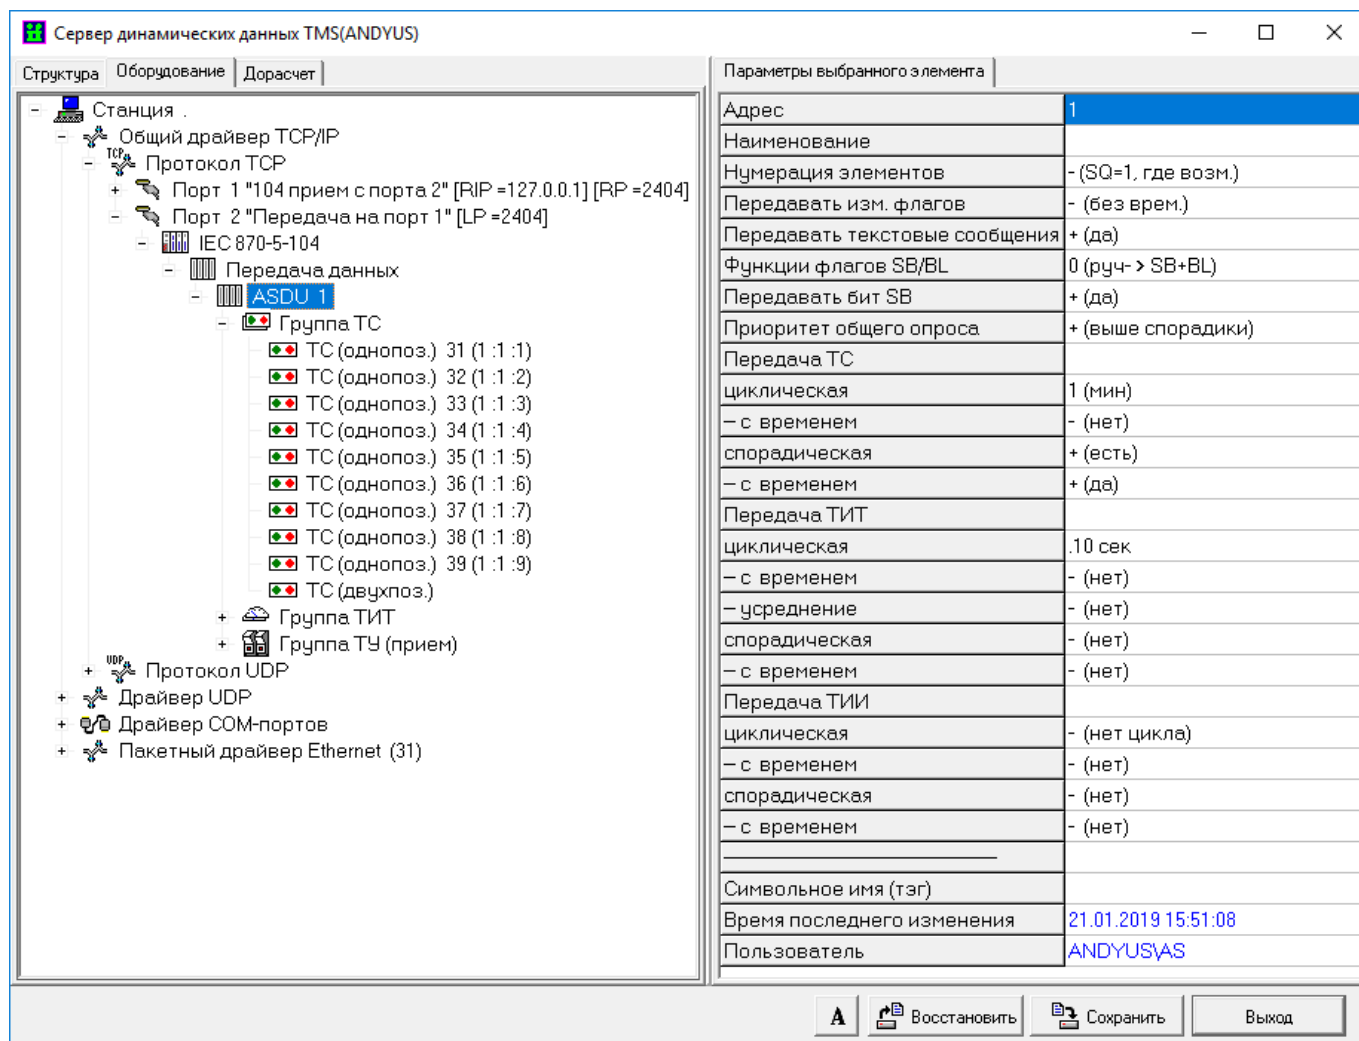 Сервер динамических данных TMS(ANDYUS)
Структура Оборудование Дорасчет
Станция .
Общий драйвер TCP/IP
TCP Протокол TCP
Порт 1 "104 прием с порта 2" [RIP =127.0.0.1] [RP =2404]
Порт 2 "Передача на порт 1" [LP =2404]
IEC 870-5-104
Передача данных
ASDU 1
Группа ТС
ТС (однопоз.) 31 (1 :1 :1)
ТС (однопоз.) 32 (1 :1 :2)
ТС (однопоз.) 33 (1 :1 :3)
ТС (однопоз.) 34 (1 :1 :4)
ТС (однопоз.) 35 (1 :1 :5)
ТС (однопоз.) 36 (1 :1 :6)
ТС (однопоз.) 37 (1 :1 :7)
ТС (однопоз.) 38 (1 :1 :8)
ТС (однопоз.) 39 (1 :1 :9)
ТС (двухпоз.)
Группа ТИТ
Группа ТУ (прием)
UDP Протокол UDP
Драйвер UDP
Драйвер COM-портов
Пакетный драйвер Ethernet (31)
Параметры выбранного элемента
Адрес 1
Наименование
Нумерация элементов - (SQ=1, где возм.)
Передавать изм. флагов - (без врем.)
Передавать текстовые сообщения + (да)
Функции флагов SB/BL 0 (руч-> SB+BL)
Передавать бит SB + (да)
Приоритет общего опроса + (выше спорадики)
Передача ТС
циклическая 1 (мин)
— с временем - (нет)
спорадическая + (есть)
— с временем + (да)
Передача ТИТ
циклическая .10 сек
— с временем - (нет)
— усреднение - (нет)
спорадическая - (нет)
— с временем - (нет)
Передача ТИИ
циклическая - (нет цикла)
— с временем - (нет)
спорадическая - (нет)
— с временем - (нет)
Символьное имя (тэг)
Время последнего изменения 21.01.2019 15:51:08
Пользователь ANDYUS\AS
A Восстановить Сохранить Выход